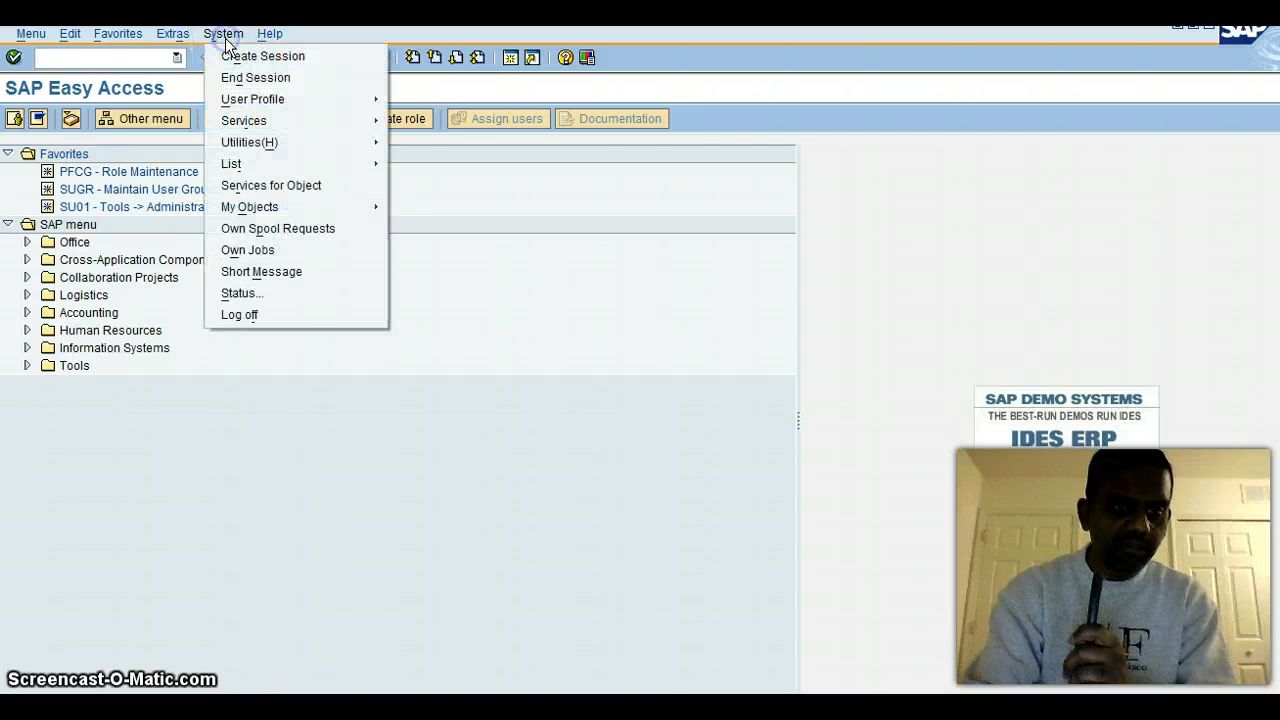 Menu Edit Favorites Extras System Help
SAP
Create Session
End Session
User Profile
Services
Utilities(H)
List
Services for Object
My Objects
Own Spool Requests
Own Jobs
Short Message
Status...
Log off
SAP Easy Access
Other menu
ate role
Assign users
Documentation
Favorites
PFCG - Role Maintenance
SUGR - Maintain User Grou
SU01 - Tools -> Administra
SAP menu
Office
Cross-Application Compon
Collaboration Projects
Logistics
Accounting
Human Resources
Information Systems
Tools
SAP DEMO SYSTEMS
THE BEST-RUN DEMOS RUN IDES
IDES ERP
Screencast-O-Matic.com